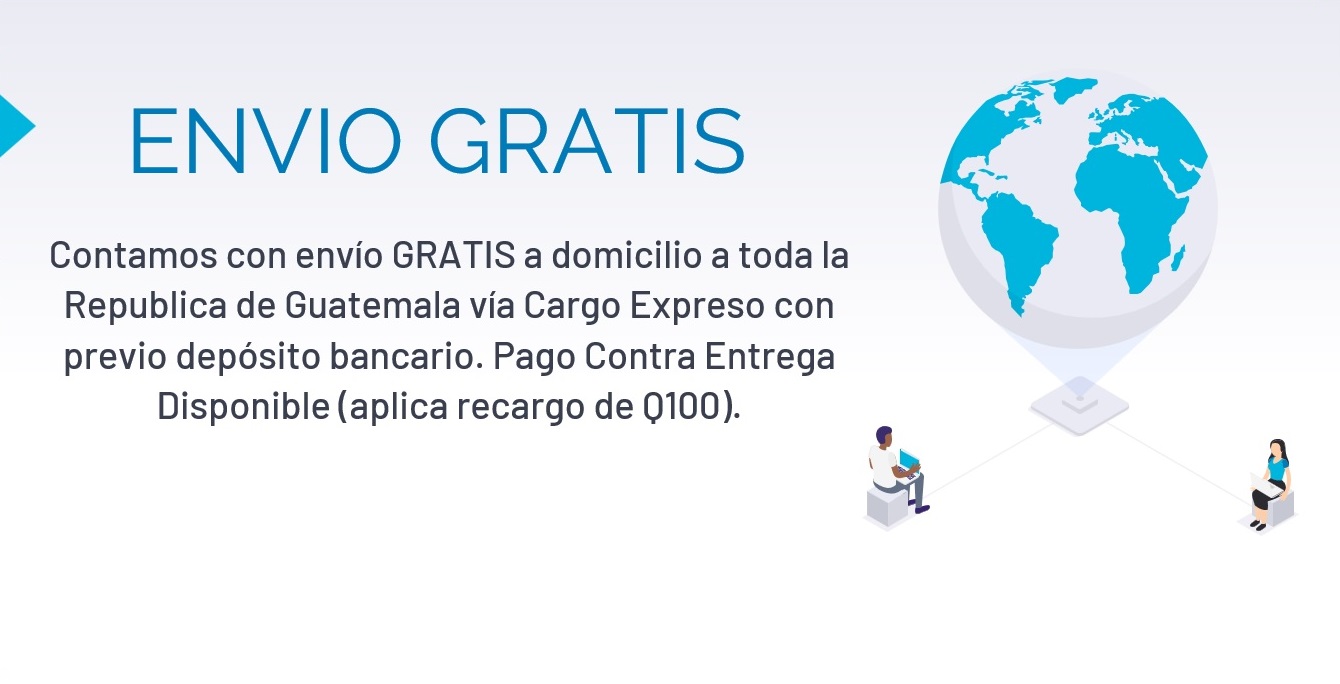 ENVIO GRATIS
Contamos con envío GRATIS a domicilio a toda la
Republica de Guatemala vía Cargo Expreso con
previo depósito bancario. Pago Contra Entrega
Disponible (aplica recargo de Q100).